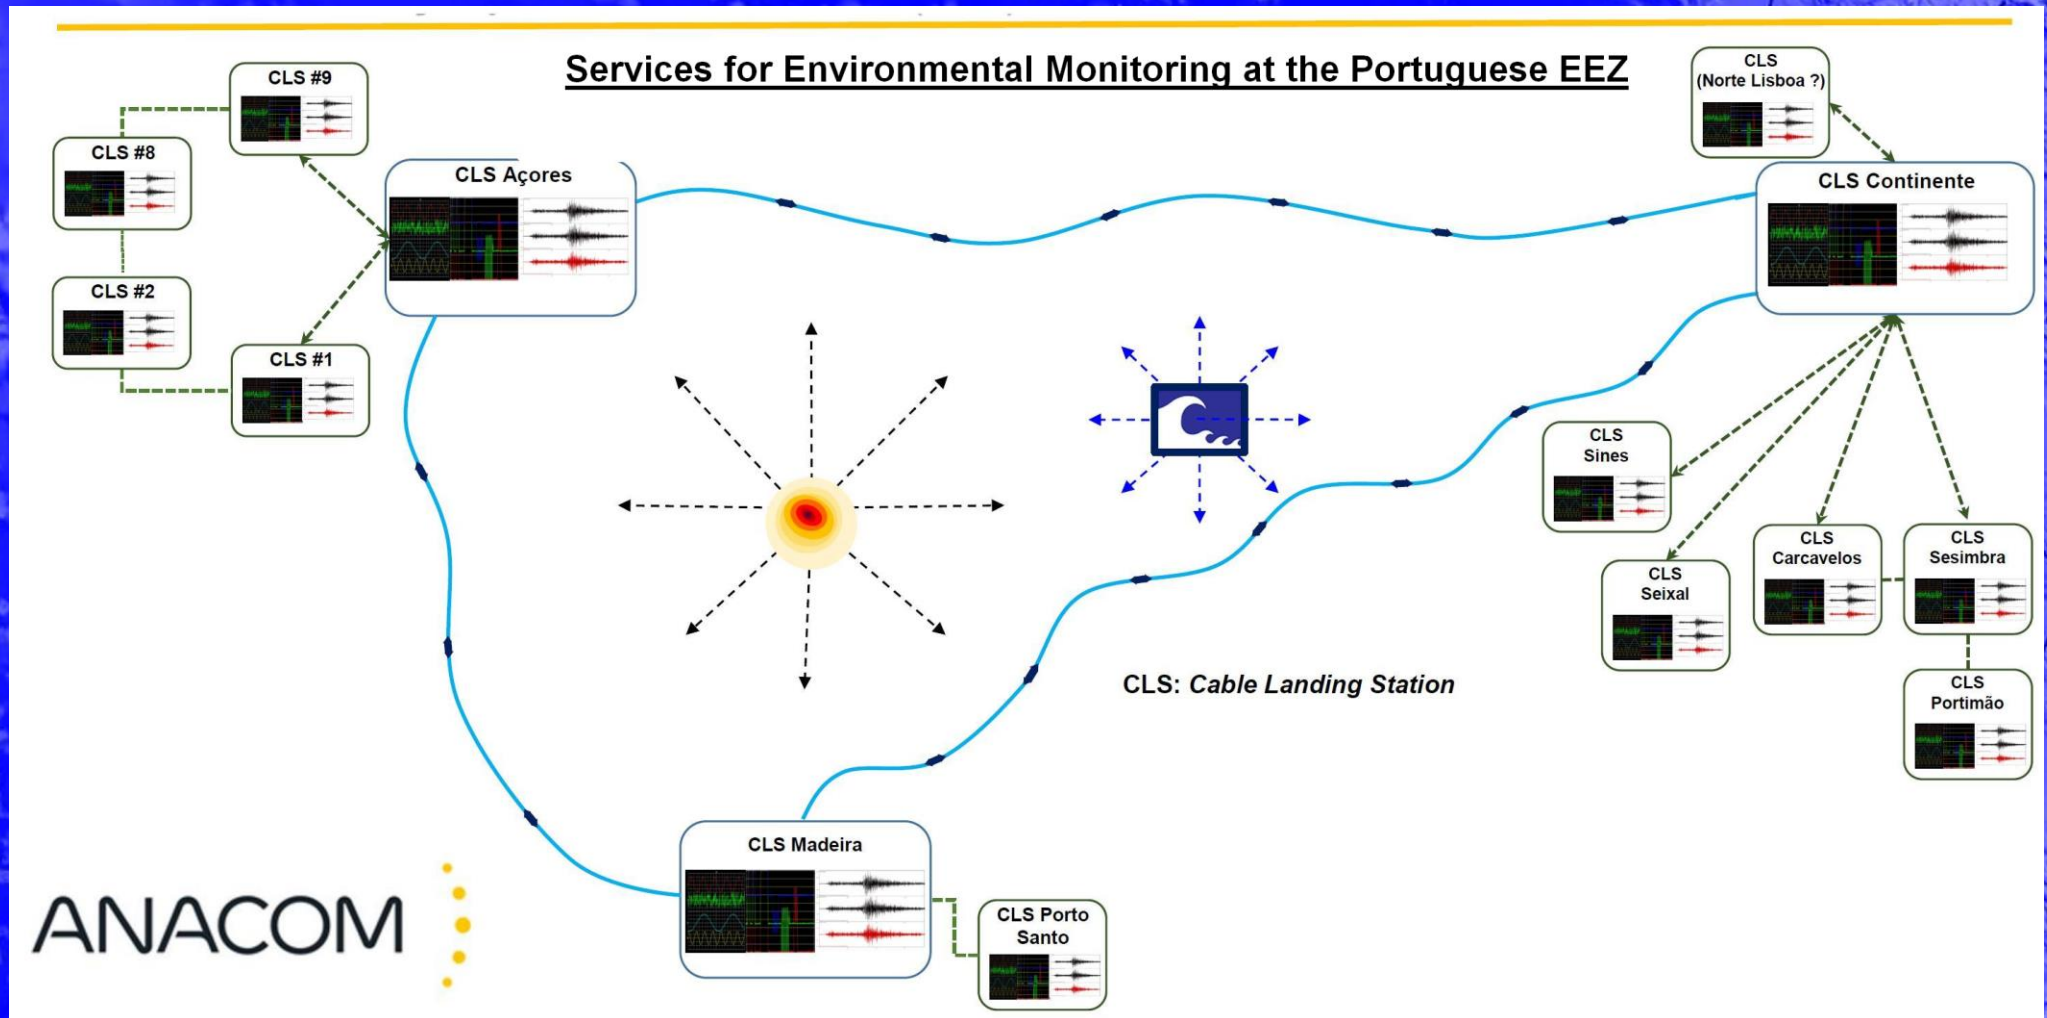 Services for Environmental Monitoring at the Portuguese EEZ
CLS #9
CLS #8
CLS #2
CLS #1
CLS Açores
CLS
(Norte Lisboa ?)
CLS Continente
CLS
Sines
CLS
Seixal
CLS
Carcavelos
CLS
Sesimbra
CLS
Portimão
CLS: Cable Landing Station
CLS Madeira
CLS Porto
Santo
ANACOM